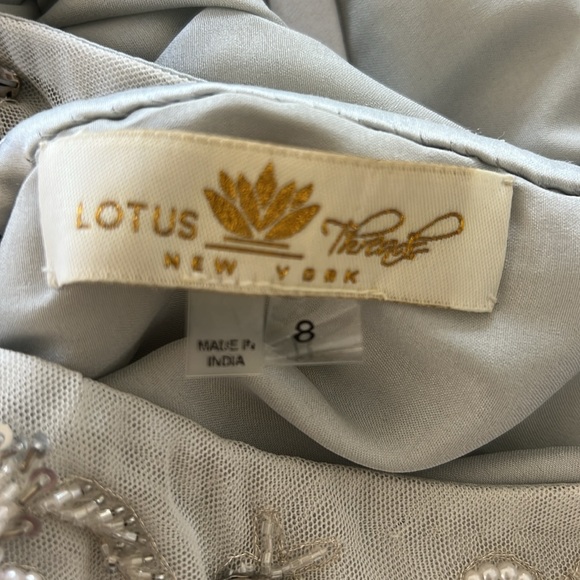 LOTUS Threads
NEW YORK
MADE IN
INDIA
8